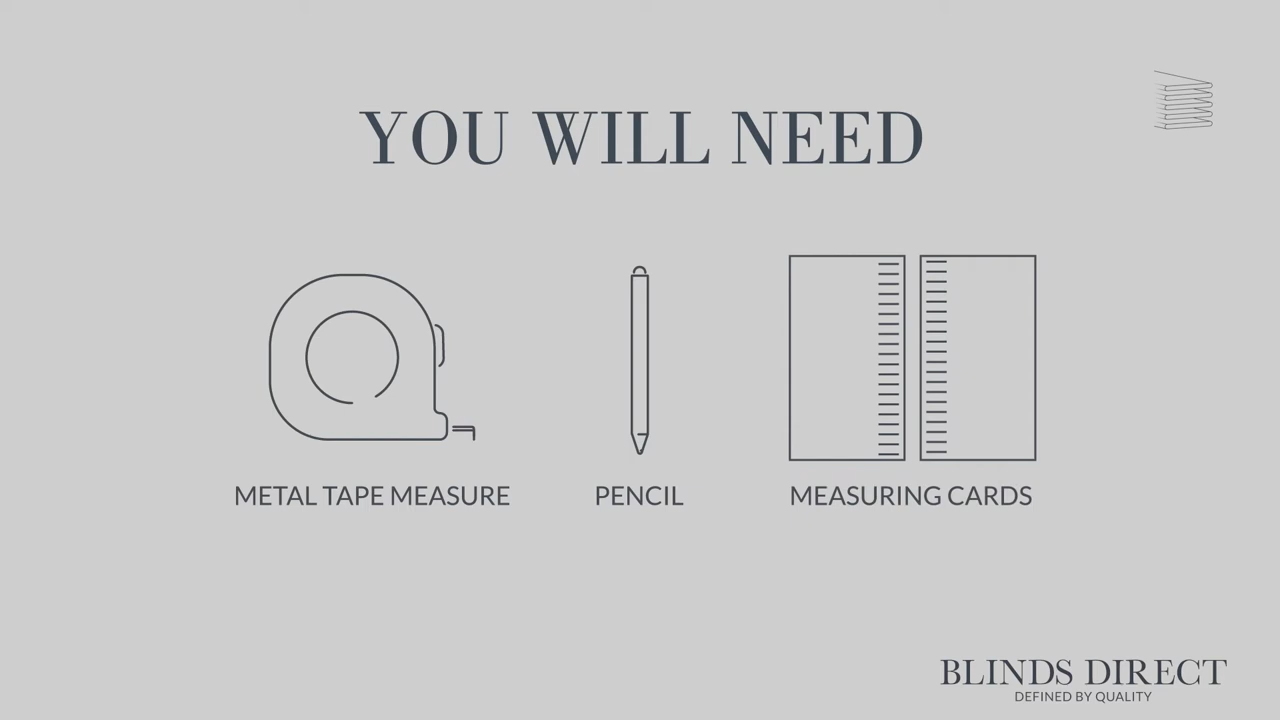 YOU WILL NEED
METAL TAPE MEASURE
PENCIL
MEASURING CARDS
BLINDS DIRECT
DEFINED BY QUALITY